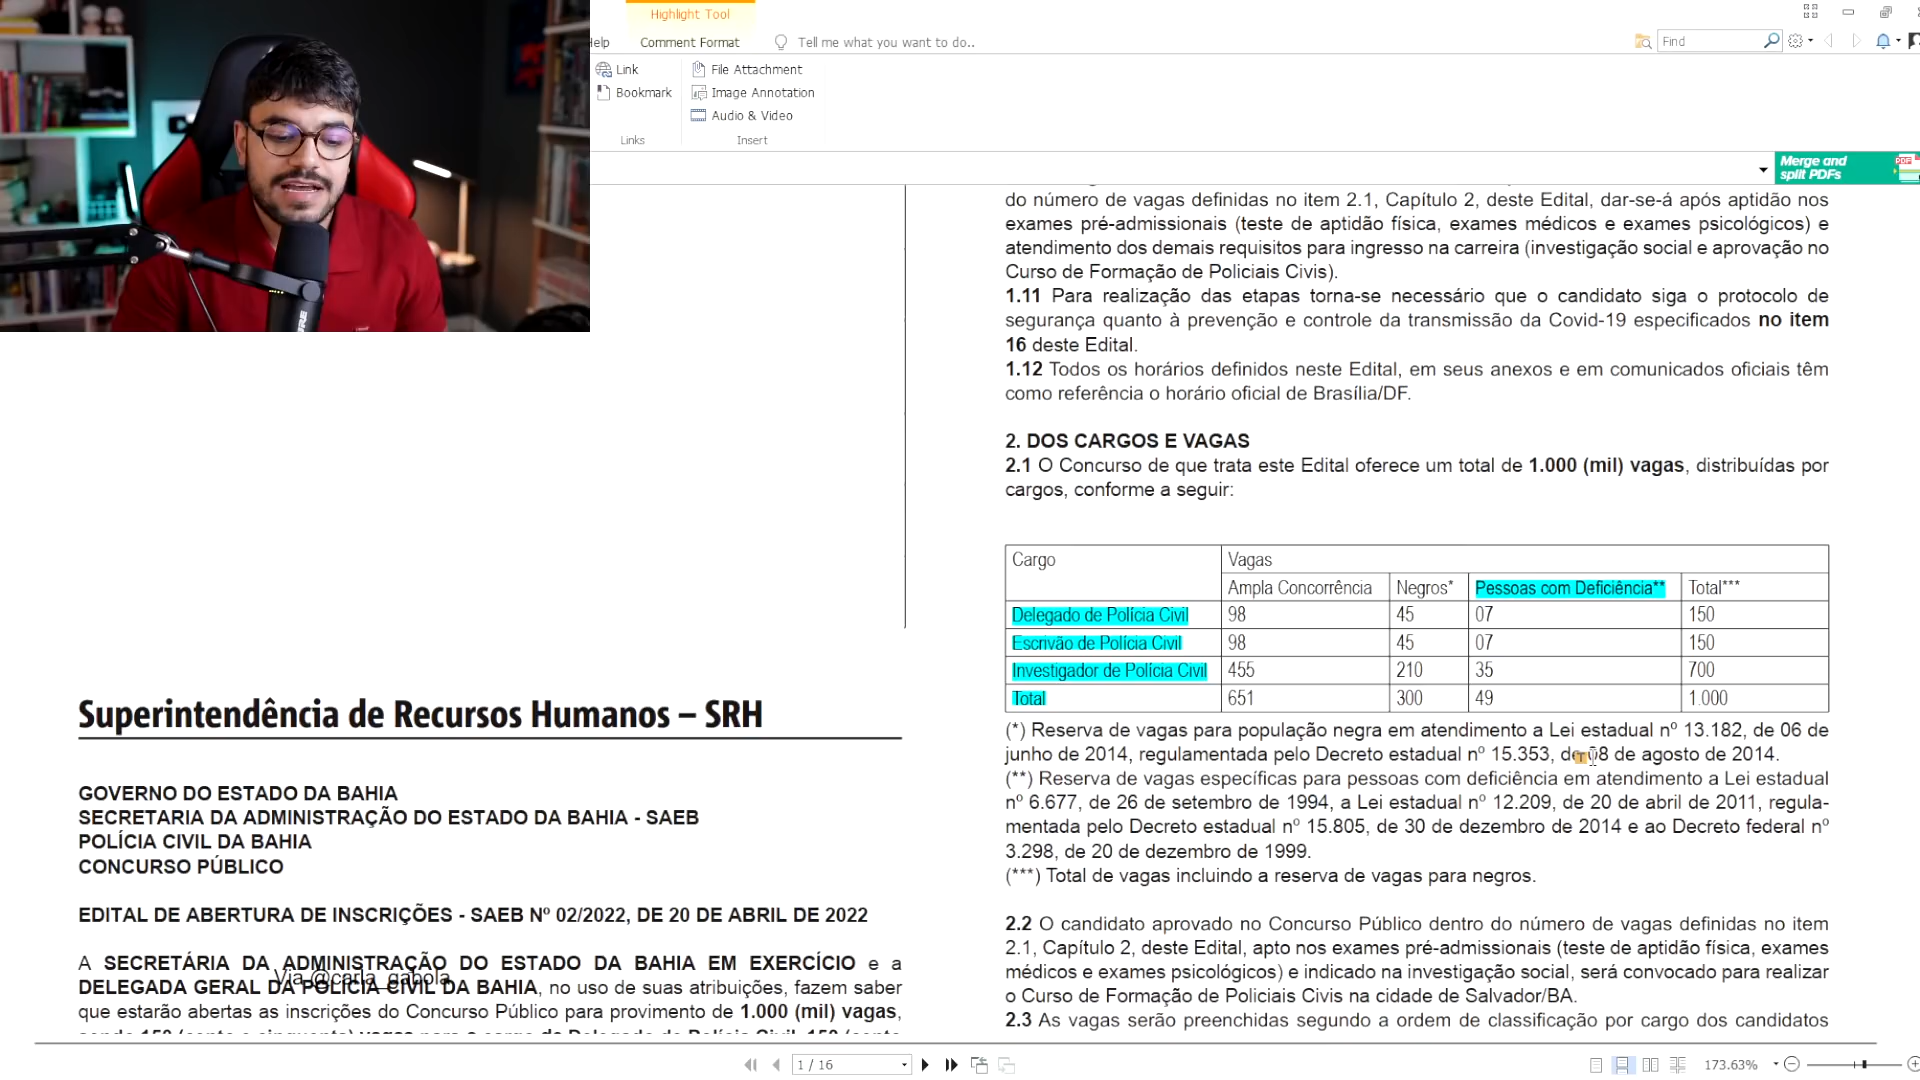 Highlight Tool
Help
Comment Format
Tell me what you want to do..
Find
Link
File Attachment
Bookmark
Image Annotation
Audio & Video
Links
Insert
Merge and
split PDFs
do número de vagas definidas no item 2.1, Capítulo 2, deste Edital, dar-se-á após aptidão nos
exames pré-admissionais (teste de aptidão física, exames médicos e exames psicológicos) e
atendimento dos demais requisitos para ingresso na carreira (investigação social e aprovação no
Curso de Formação de Policiais Civis).
1.11 Para realização das etapas torna-se necessário que o candidato siga o protocolo de
segurança quanto à prevenção e controle da transmissão da Covid-19 especificados no item
16 deste Edital.
1.12 Todos os horários definidos neste Edital, em seus anexos e em comunicados oficiais têm
como referência o horário oficial de Brasília/DF.
2. DOS CARGOS E VAGAS
2.1 O Concurso de que trata este Edital oferece um total de 1.000 (mil) vagas, distribuídas por
cargos, conforme a seguir:
Cargo Vagas
Ampla Concorrência Negros* Pessoas com Deficiência** Total***
Delegado de Polícia Civil 98 45 07 150
Escrivão de Polícia Civil 98 45 07 150
Investigador de Polícia Civil 455 210 35 700
Total 651 300 49 1.000
(*) Reserva de vagas para população negra em atendimento a Lei estadual nº 13.182, de 06 de
junho de 2014, regulamentada pelo Decreto estadual nº 15.353, de 08 de agosto de 2014.
(**) Reserva de vagas específicas para pessoas com deficiência em atendimento a Lei estadual
nº 6.677, de 26 de setembro de 1994, a Lei estadual nº 12.209, de 20 de abril de 2011, regula-
mentada pelo Decreto estadual nº 15.805, de 30 de dezembro de 2014 e ao Decreto federal nº
3.298, de 20 de dezembro de 1999.
(***) Total de vagas incluindo a reserva de vagas para negros.
2.2 O candidato aprovado no Concurso Público dentro do número de vagas definidas no item
2.1, Capítulo 2, deste Edital, apto nos exames pré-admissionais (teste de aptidão física, exames
médicos e exames psicológicos) e indicado na investigação social, será convocado para realizar
o Curso de Formação de Policiais Civis na cidade de Salvador/BA.
2.3 As vagas serão preenchidas segundo a ordem de classificação por cargo dos candidatos
Superintendência de Recursos Humanos – SRH
GOVERNO DO ESTADO DA BAHIA
SECRETARIA DA ADMINISTRAÇÃO DO ESTADO DA BAHIA - SAEB
POLÍCIA CIVIL DA BAHIA
CONCURSO PÚBLICO
EDITAL DE ABERTURA DE INSCRIÇÕES - SAEB Nº 02/2022, DE 20 DE ABRIL DE 2022
A SECRETÁRIA DA ADMINISTRAÇÃO DO ESTADO DA BAHIA EM EXERCÍCIO e a
Via @carla_gabola
DELEGADA GERAL DA POLÍCIA CIVIL DA BAHIA, no uso de suas atribuições, fazem saber
que estarão abertas as inscrições do Concurso Público para provimento de 1.000 (mil) vagas,
sendo 150 (cento e cinquenta) vagas para o cargo de Delegado de Polícia Civil, 150 (cento
1 / 16
173.63%